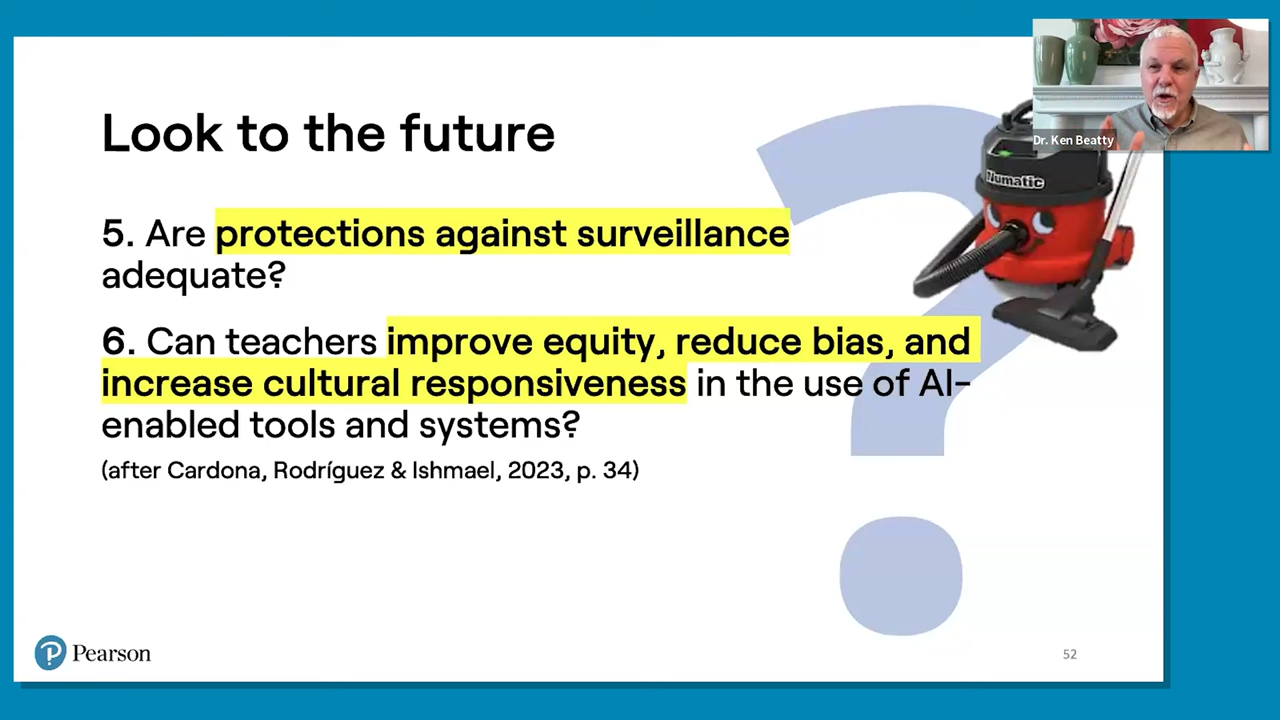 Look to the future
Dr. Ken Beatty
Numatic
5. Are protections against surveillance
adequate?
6. Can teachers improve equity, reduce bias, and
increase cultural responsiveness in the use of AI-
enabled tools and systems?
(after Cardona, Rodríguez & Ishmael, 2023, p. 34)
Pearson
52